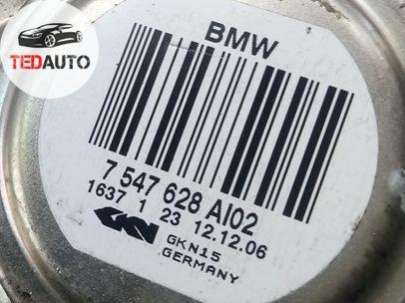 TEDAUTO
BMW
7 547 628 AI02
1637 1 23 12.12.06
GKN GKN15
GERMANY